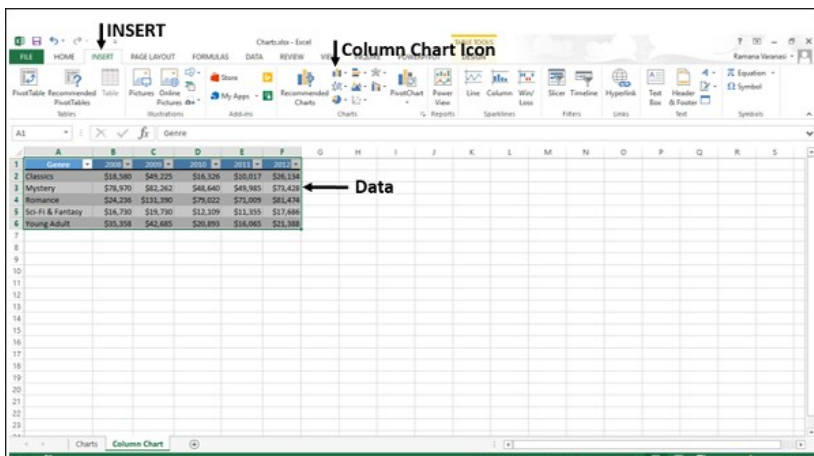 INSERT
Charts.xlsx - Excel
TABLE TOOLS
Column Chart Icon
FILE HOME INSERT PAGE LAYOUT FORMULAS DATA REVIEW POWERPIVOT DESIGN Ramana Varanasi
PivotTable Recommended PivotTables Table Pictures Online Pictures Store My Apps Recommended Charts PivotChart Power View Line Column Win/Loss Slicer Timeline Hyperlink Text Box Header & Footer Equation Symbol
Tables Illustrations Add-ins Charts Reports Sparklines Filters Links Text Symbols
A1 fx Genre
A B C D E F G H I J K L M N O P Q R S
1 Genre 2008 2009 2010 2011 2012
2 Classics $18,580 $49,225 $16,326 $10,017 $26,134
3 Mystery $78,970 $82,262 $48,640 $49,985 $73,428
Data
4 Romance $24,236 $131,390 $79,022 $71,009 $81,474
5 Sci-Fi & Fantasy $16,730 $19,730 $12,109 $11,355 $17,686
6 Young Adult $35,358 $42,685 $20,893 $16,065 $21,388
7
8
9
10
11
12
13
14
15
16
17
18
19
20
21
22
23
Charts Column Chart